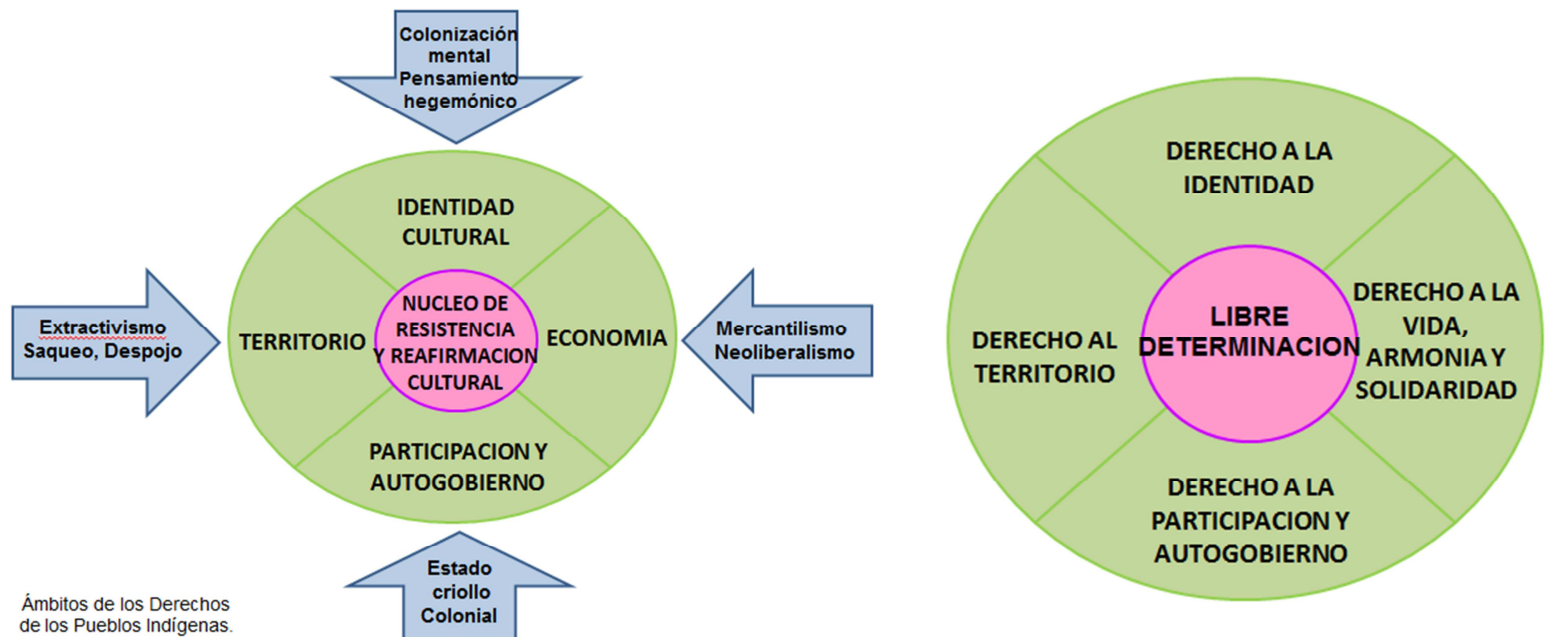 Colonización
mental
Pensamiento
hegemónico
IDENTIDAD
CULTURAL
Extractivismo
Saqueo, Despojo
TERRITORIO
NUCLEO DE
RESISTENCIA
Y REAFIRMACION
CULTURAL
ECONOMIA
Mercantilismo
Neoliberalismo
PARTICIPACION Y
AUTOGOBIERNO
Estado
criollo
Colonial
Ámbitos de los Derechos
de los Pueblos Indígenas.
DERECHO A LA
IDENTIDAD
DERECHO AL
TERRITORIO
LIBRE
DETERMINACION
DERECHO A LA
VIDA,
ARMONIA Y
SOLIDARIDAD
DERECHO A LA
PARTICIPACION Y
AUTOGOBIERNO